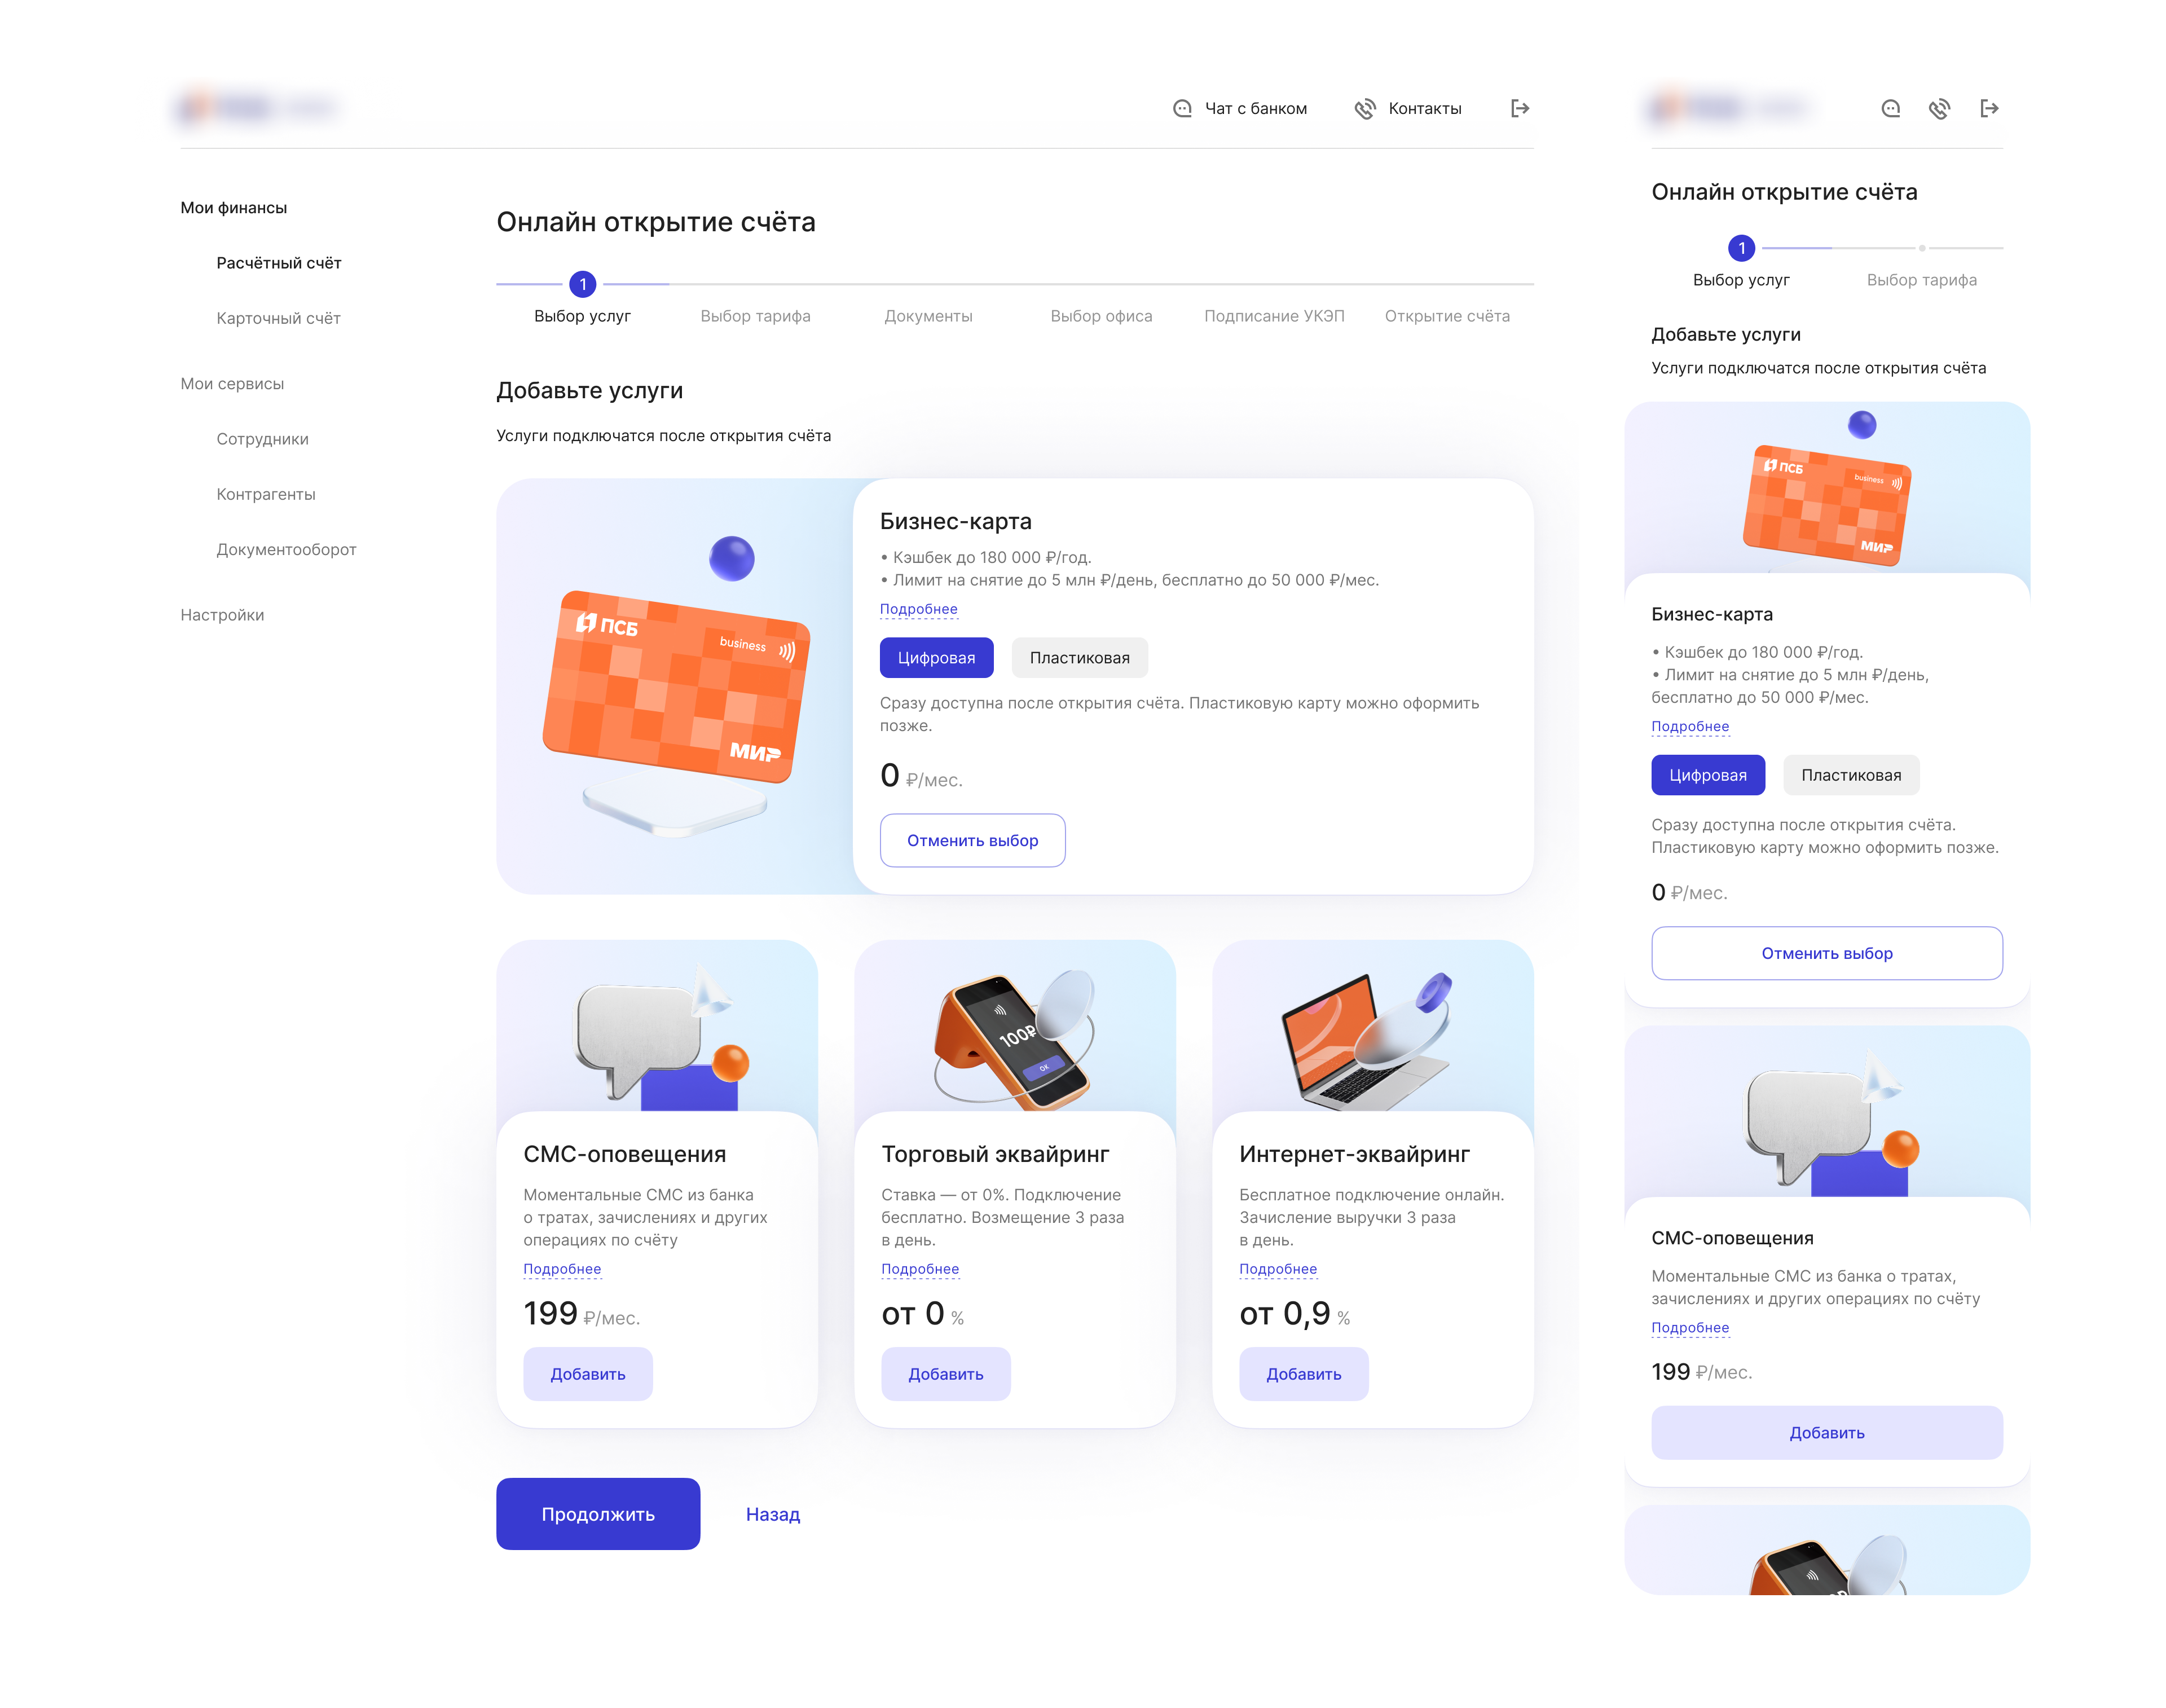 Чат с банком
Контакты
Мои финансы
Расчётный счёт
Карточный счёт
Мои сервисы
Сотрудники
Контрагенты
Документооборот
Настройки
Онлайн открытие счёта
1
Выбор услуг
Выбор тарифа
Документы
Выбор офиса
Подписание УКЭП
Открытие счёта
Добавьте услуги
Услуги подключатся после открытия счёта
ПСБ
business
МИР
Бизнес-карта
• Кэшбек до 180 000 ₽/год.
• Лимит на снятие до 5 млн ₽/день, бесплатно до 50 000 ₽/мес.
Подробнее
Цифровая
Пластиковая
Сразу доступна после открытия счёта. Пластиковую карту можно оформить
позже.
0 ₽/мес.
Отменить выбор
СМС-оповещения
Моментальные СМС из банка
о тратах, зачислениях и других
операциях по счёту
Подробнее
199 ₽/мес.
Добавить
100₽
ОК
Торговый эквайринг
Ставка — от 0%. Подключение
бесплатно. Возмещение 3 раза
в день.
Подробнее
от 0 %
Добавить
Интернет-эквайринг
Бесплатное подключение онлайн.
Зачисление выручки 3 раза
в день.
Подробнее
от 0,9 %
Добавить
Продолжить
Назад
Онлайн открытие счёта
1
Выбор услуг
Выбор тарифа
Добавьте услуги
Услуги подключатся после открытия счёта
ПСБ
business
МИР
Бизнес-карта
• Кэшбек до 180 000 ₽/год.
• Лимит на снятие до 5 млн ₽/день,
бесплатно до 50 000 ₽/мес.
Подробнее
Цифровая
Пластиковая
Сразу доступна после открытия счёта.
Пластиковую карту можно оформить позже.
0 ₽/мес.
Отменить выбор
СМС-оповещения
Моментальные СМС из банка о тратах,
зачислениях и других операциях по счёту
Подробнее
199 ₽/мес.
Добавить